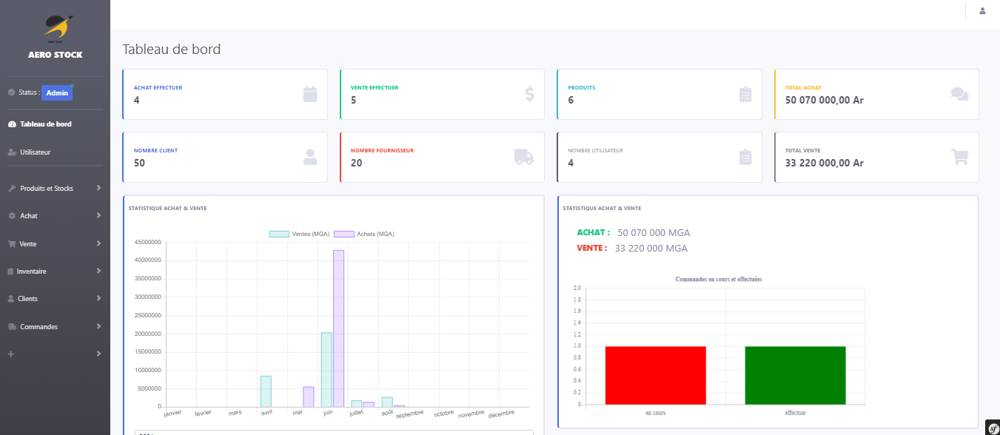 AERO STOCK
Status : Admin
Tableau de bord
Utilisateur
Produits et Stocks
Achat
Vente
Inventaire
Clients
Commandes
Tableau de bord
ACHAT EFFECTUER
4
VENTE EFFECTUER
5
PRODUITS
6
TOTAL ACHAT
50 070 000,00 Ar
NOMBRE CLIENT
50
NOMBRE FOURNISSEUR
20
NOMBRE UTILISATEUR
4
TOTAL VENTE
33 220 000,00 Ar
STATISTIQUE ACHAT & VENTE
Ventes (MGA) Achats (MGA)
45000000
40000000
35000000
30000000
25000000
20000000
15000000
10000000
5000000
0
janvier février mars avril mai juin juillet août septembre octobre novembre décembre
STATISTIQUE ACHAT & VENTE
ACHAT : 50 070 000 MGA
VENTE : 33 220 000 MGA
Commandes en cours et effectuées
2.0
1.8
1.6
1.4
1.2
1.0
0.8
0.6
0.4
0.2
0
en cours effectuer
sf